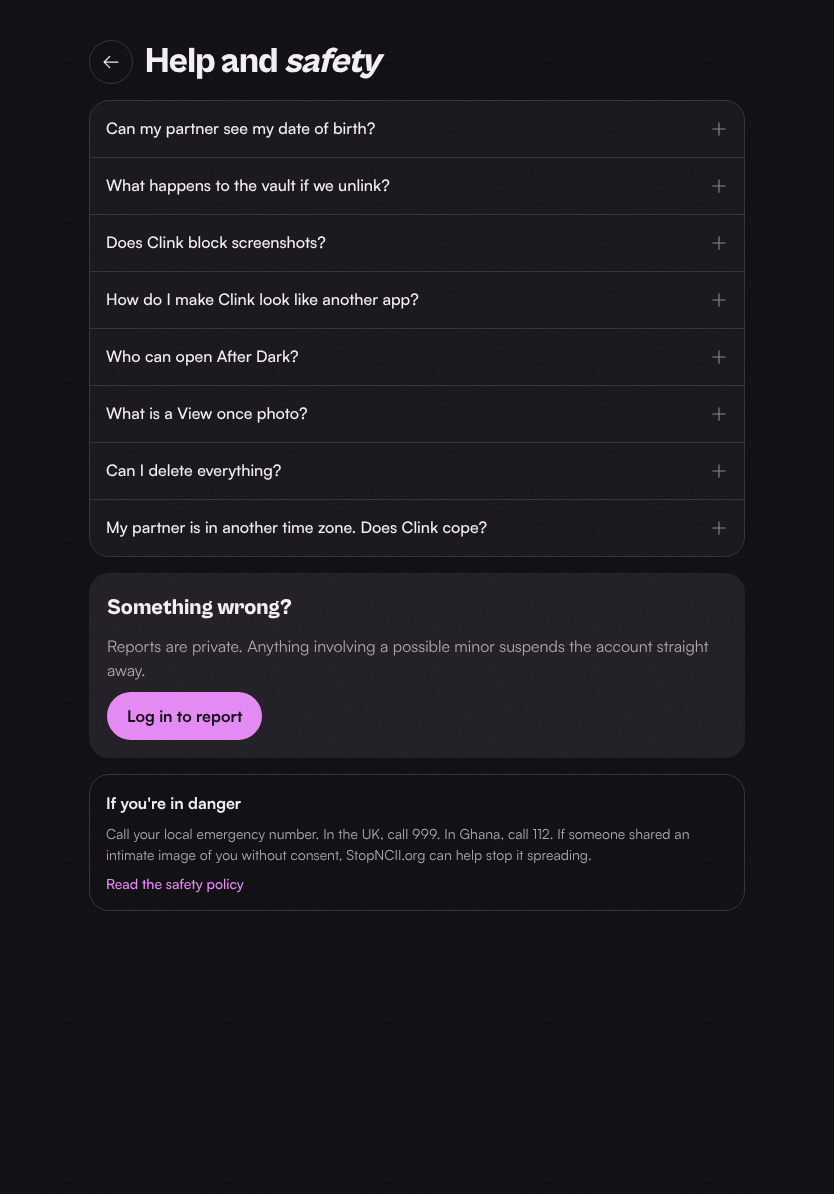 Help and safety
Can my partner see my date of birth?
What happens to the vault if we unlink?
Does Clink block screenshots?
How do I make Clink look like another app?
Who can open After Dark?
What is a View once photo?
Can I delete everything?
My partner is in another time zone. Does Clink cope?
Something wrong?
Reports are private. Anything involving a possible minor suspends the account straight
away.
Log in to report
If you're in danger
Call your local emergency number. In the UK, call 999. In Ghana, call 112. If someone shared an
intimate image of you without consent, StopNCII.org can help stop it spreading.
Read the safety policy